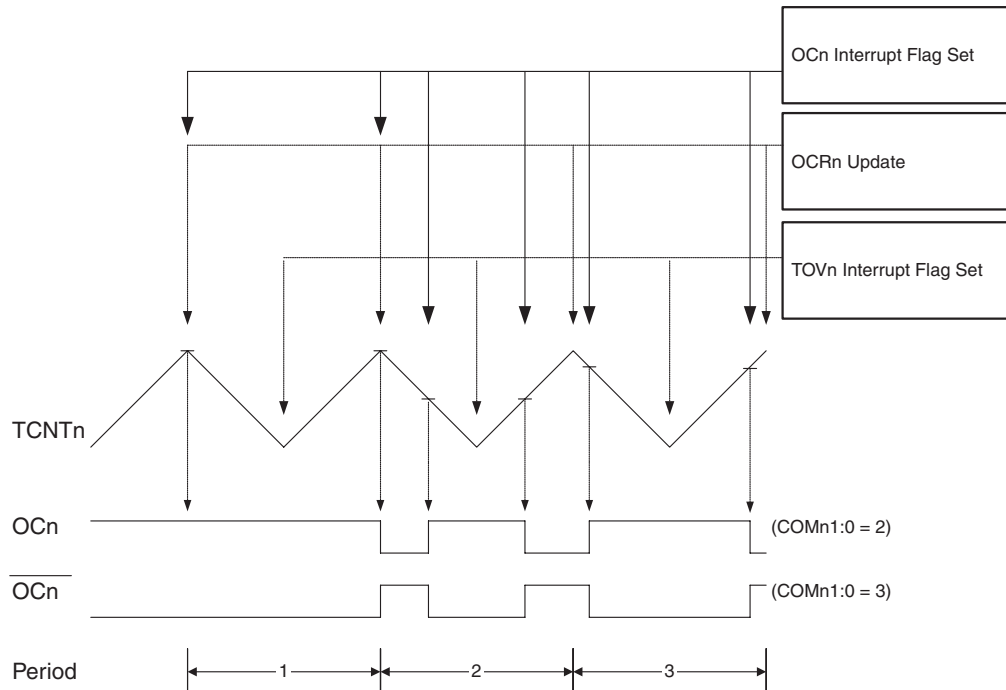 OCn Interrupt Flag Set
OCRn Update
TOVn Interrupt Flag Set
TCNTn
OCn
(COMn1:0 = 2)
OCn
(COMn1:0 = 3)
Period
1
2
3